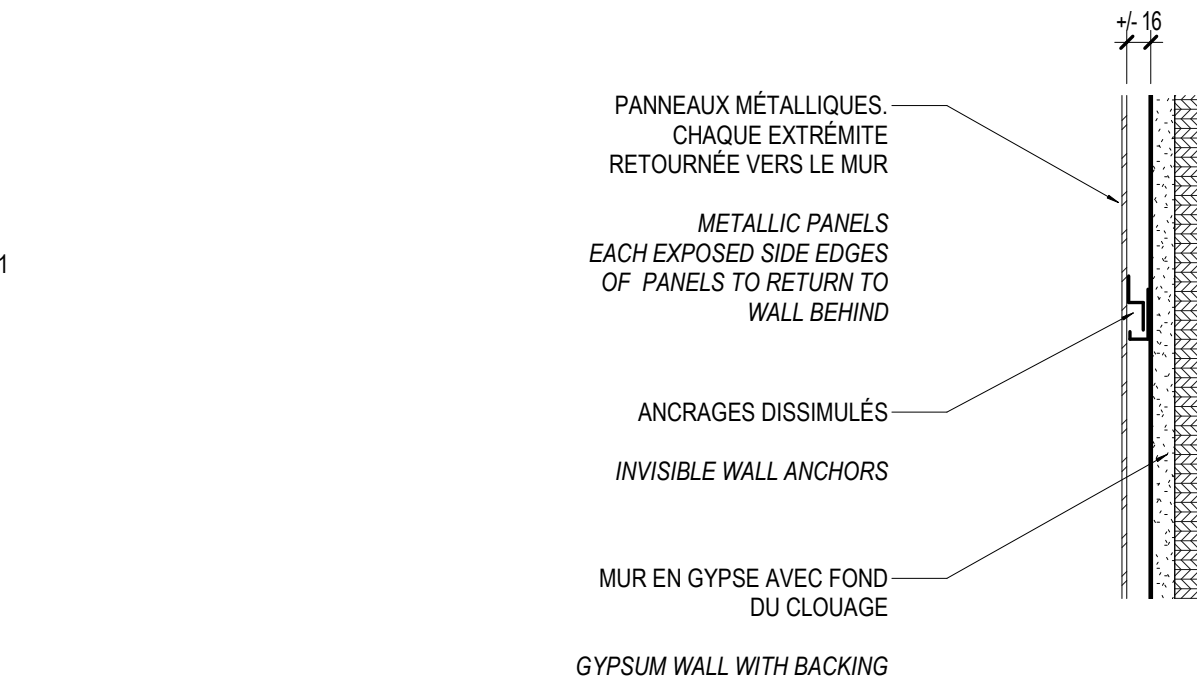 +/- 16
PANNEAUX MÉTALLIQUES.
CHAQUE EXTRÉMITE
RETOURNÉE VERS LE MUR
METALLIC PANELS
EACH EXPOSED SIDE EDGES
OF PANELS TO RETURN TO
WALL BEHIND
1
ANCRAGES DISSIMULÉS
INVISIBLE WALL ANCHORS
MUR EN GYPSE AVEC FOND
DU CLOUAGE
GYPSUM WALL WITH BACKING